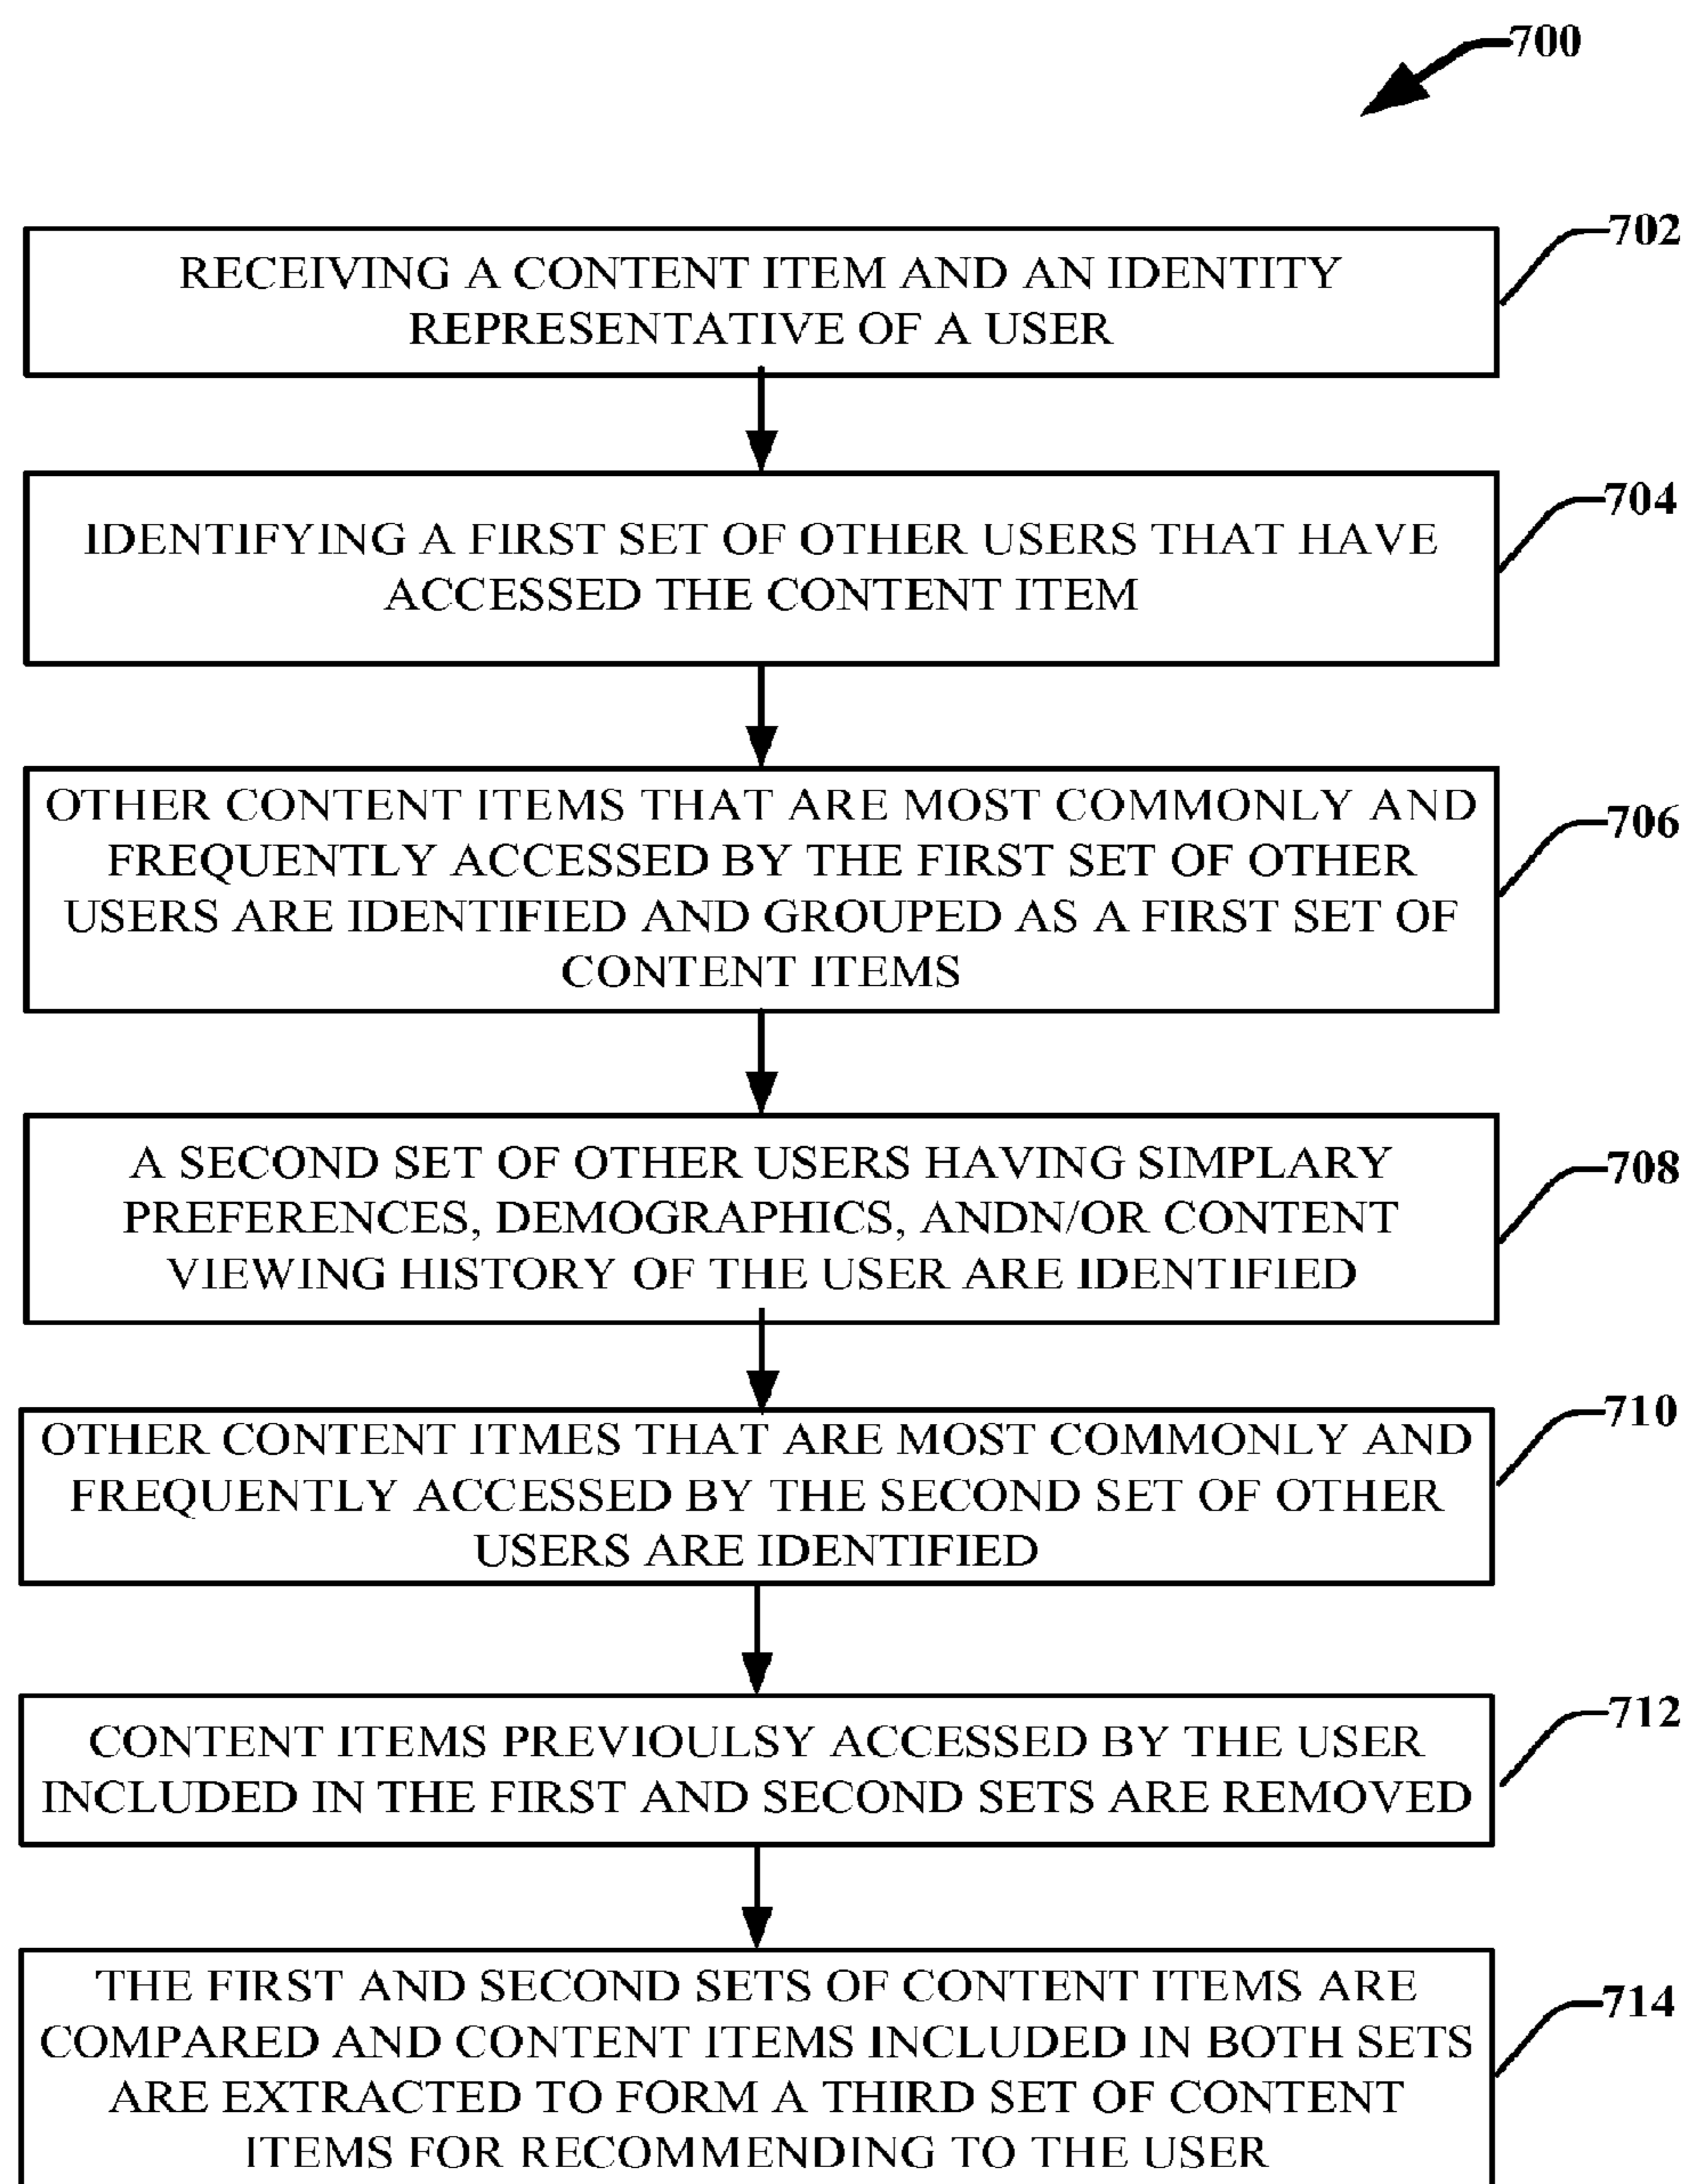 700
702
RECEIVING A CONTENT ITEM AND AN IDENTITY
REPRESENTATIVE OF A USER
704
IDENTIFYING A FIRST SET OF OTHER USERS THAT HAVE
ACCESSED THE CONTENT ITEM
706
OTHER CONTENT ITEMS THAT ARE MOST COMMONLY AND
FREQUENTLY ACCESSED BY THE FIRST SET OF OTHER
USERS ARE IDENTIFIED AND GROUPED AS A FIRST SET OF
CONTENT ITEMS
708
A SECOND SET OF OTHER USERS HAVING SIMPLARY
PREFERENCES, DEMOGRAPHICS, ANDN/OR CONTENT
VIEWING HISTORY OF THE USER ARE IDENTIFIED
710
OTHER CONTENT ITMES THAT ARE MOST COMMONLY AND
FREQUENTLY ACCESSED BY THE SECOND SET OF OTHER
USERS ARE IDENTIFIED
712
CONTENT ITEMS PREVIOULSY ACCESSED BY THE USER
INCLUDED IN THE FIRST AND SECOND SETS ARE REMOVED
714
THE FIRST AND SECOND SETS OF CONTENT ITEMS ARE
COMPARED AND CONTENT ITEMS INCLUDED IN BOTH SETS
ARE EXTRACTED TO FORM A THIRD SET OF CONTENT
ITEMS FOR RECOMMENDING TO THE USER